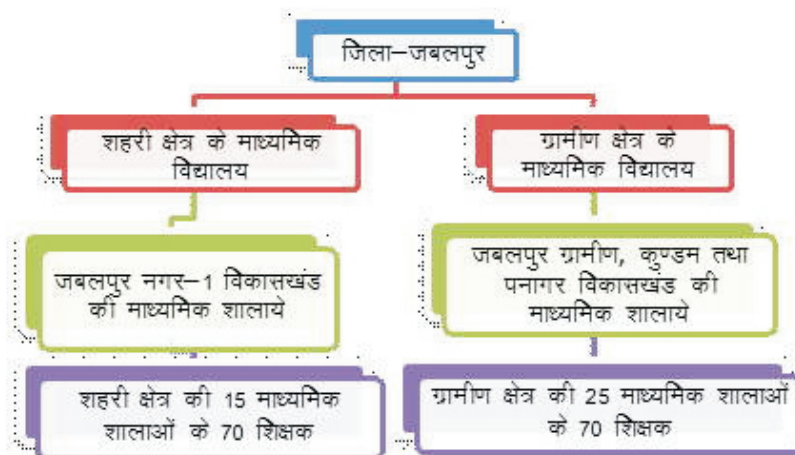 जिला–जबलपुर
शहरी क्षेत्र के माध्यमिक
विद्यालय
ग्रामीण क्षेत्र के
माध्यमिक विद्यालय
जबलपुर नगर–1 विकासखंड
की माध्यमिक शालाये
जबलपुर ग्रामीण, कुण्डम तथा
पनागर विकासखंड की
माध्यमिक शालाये
शहरी क्षेत्र की 15 माध्यमिक
शालाओं के 70 शिक्षक
ग्रामीण क्षेत्र की 25 माध्यमिक शालाओं
के 70 शिक्षक